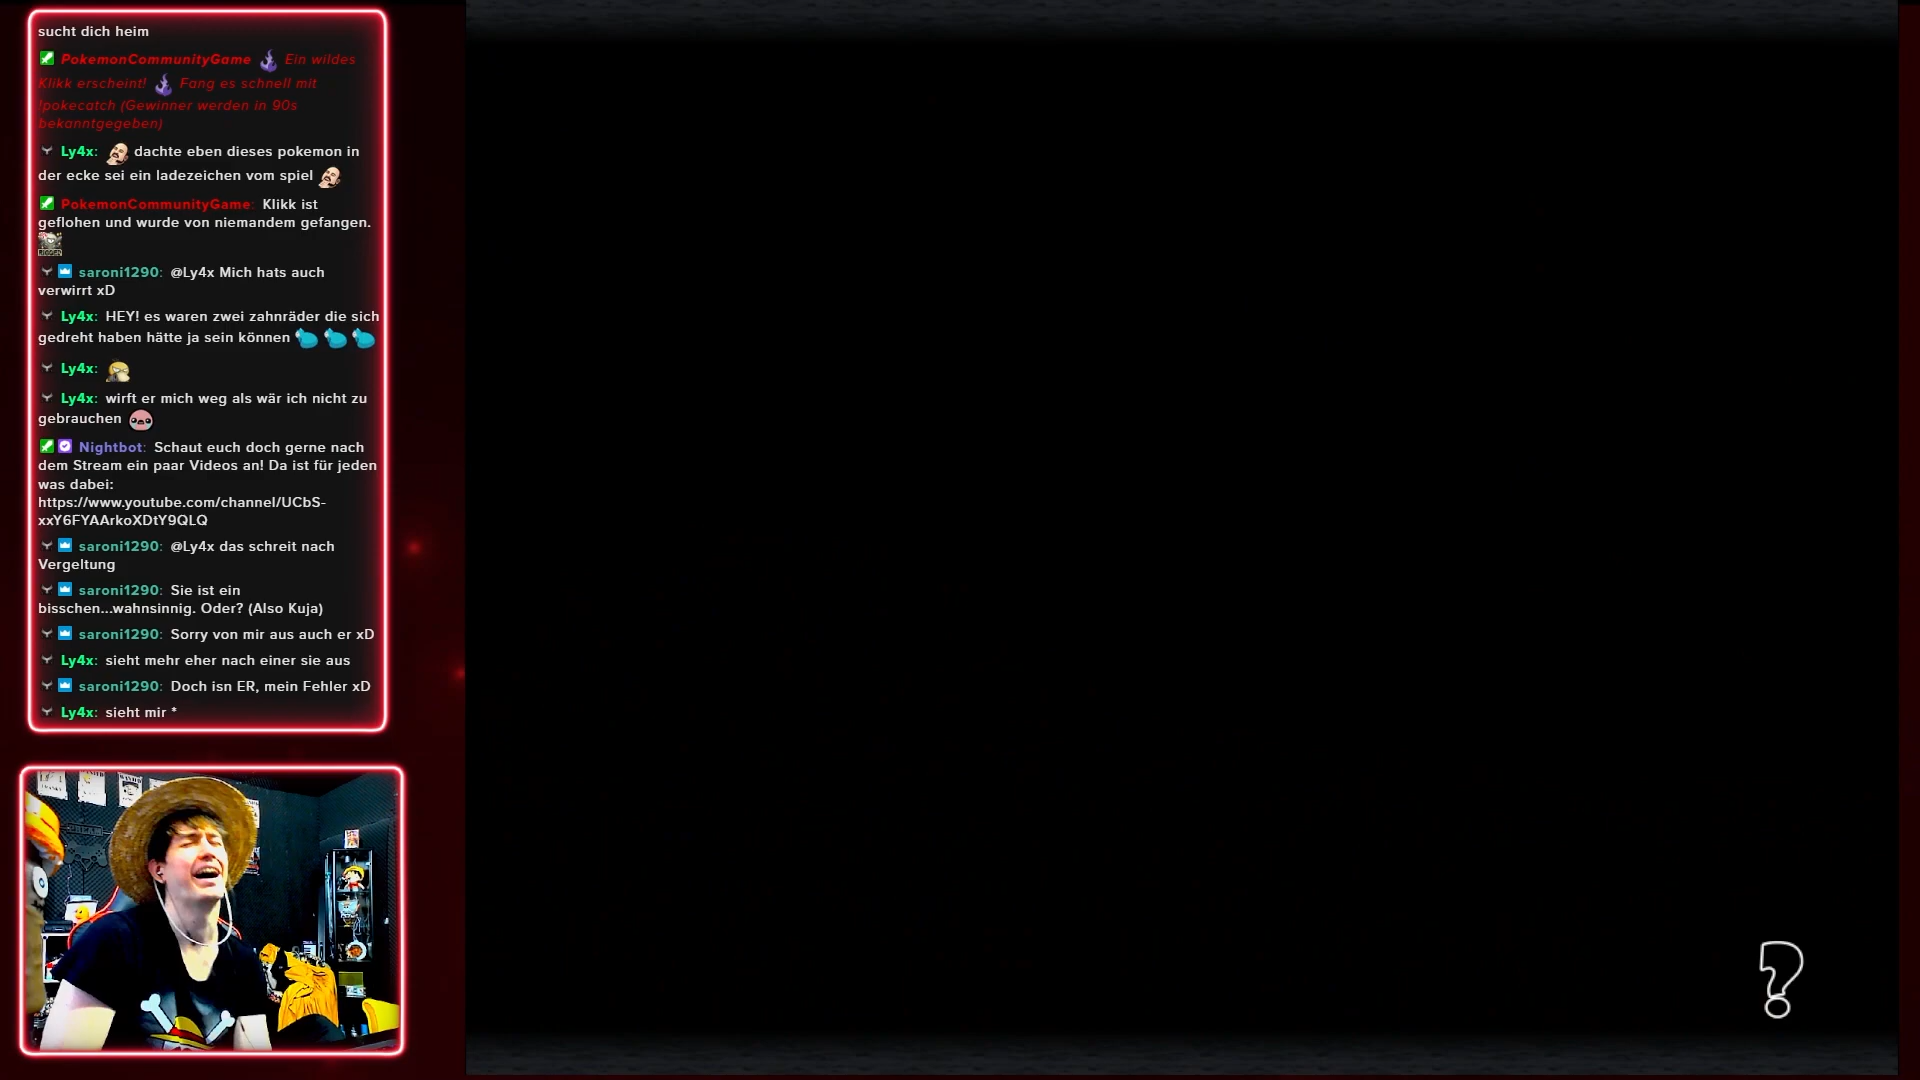 sucht dich heim
PokemonCommunityGame Ein wildes
Klikk erscheint! Fang es schnell mit
!pokecatch (Gewinner werden in 90s
bekanntgegeben)
Ly4x: dachte eben dieses pokemon in
der ecke sei ein ladezeichen vom spiel
PokemonCommunityGame: Klikk ist
geflohen und wurde von niemandem gefangen.
saroni1290: @Ly4x Mich hats auch
verwirrt xD
Ly4x: HEY! es waren zwei zahnräder die sich
gedreht haben hätte ja sein können
Ly4x:
Ly4x: wirft er mich weg als wär ich nicht zu
gebrauchen
Nightbot: Schaut euch doch gerne nach
dem Stream ein paar Videos an! Da ist für jeden
was dabei:
https://www.youtube.com/channel/UCbS-
xxY6FYAArkoXDtY9QLQ
saroni1290: @Ly4x das schreit nach
Vergeltung
saroni1290: Sie ist ein
bisschen...wahnsinnig. Oder? (Also Kuja)
saroni1290: Sorry von mir aus auch er xD
Ly4x: sieht mehr eher nach einer sie aus
saroni1290: Doch isn ER, mein Fehler xD
Ly4x: sieht mir *
?